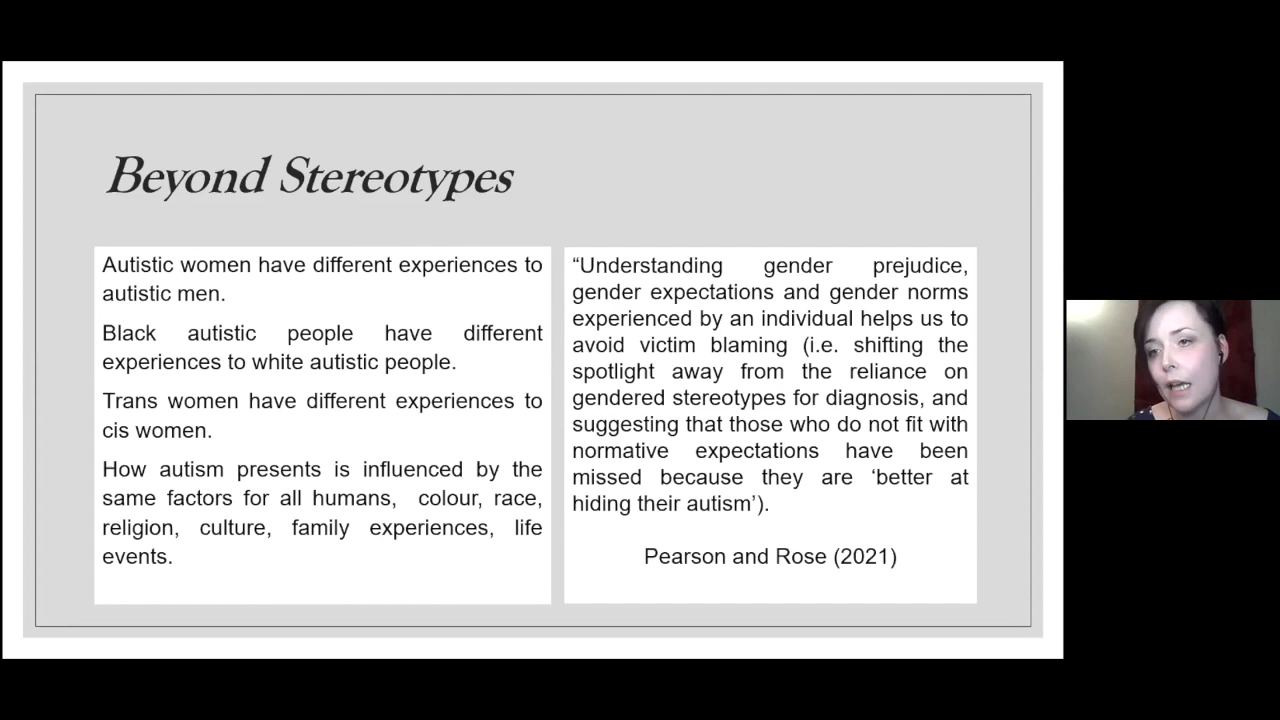 Beyond Stereotypes
Autistic women have different experiences to
autistic men.
Black autistic people have different
experiences to white autistic people.
Trans women have different experiences to
cis women.
How autism presents is influenced by the
same factors for all humans, colour, race,
religion, culture, family experiences, life
events.
“Understanding gender prejudice,
gender expectations and gender norms
experienced by an individual helps us to
avoid victim blaming (i.e. shifting the
spotlight away from the reliance on
gendered stereotypes for diagnosis, and
suggesting that those who do not fit with
normative expectations have been
missed because they are ‘better at
hiding their autism’).
Pearson and Rose (2021)